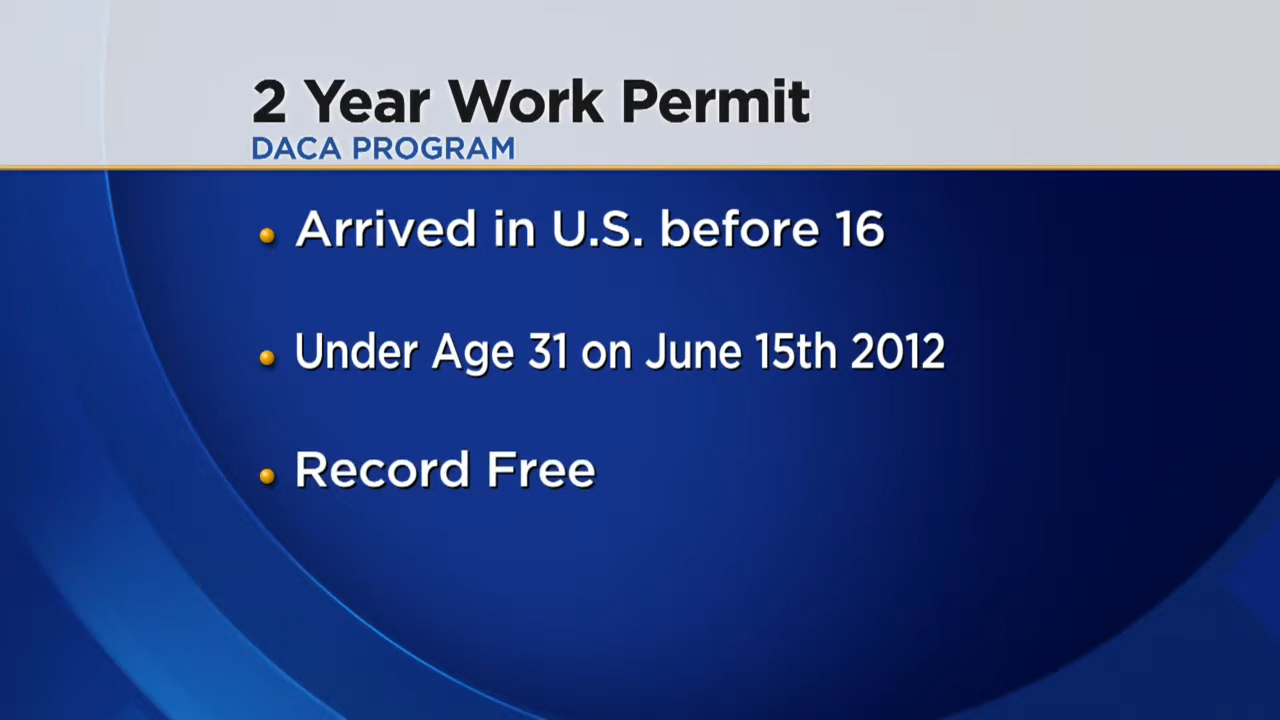 2 Year Work Permit
DACA PROGRAM
Arrived in U.S. before 16
Under Age 31 on June 15th 2012
Record Free